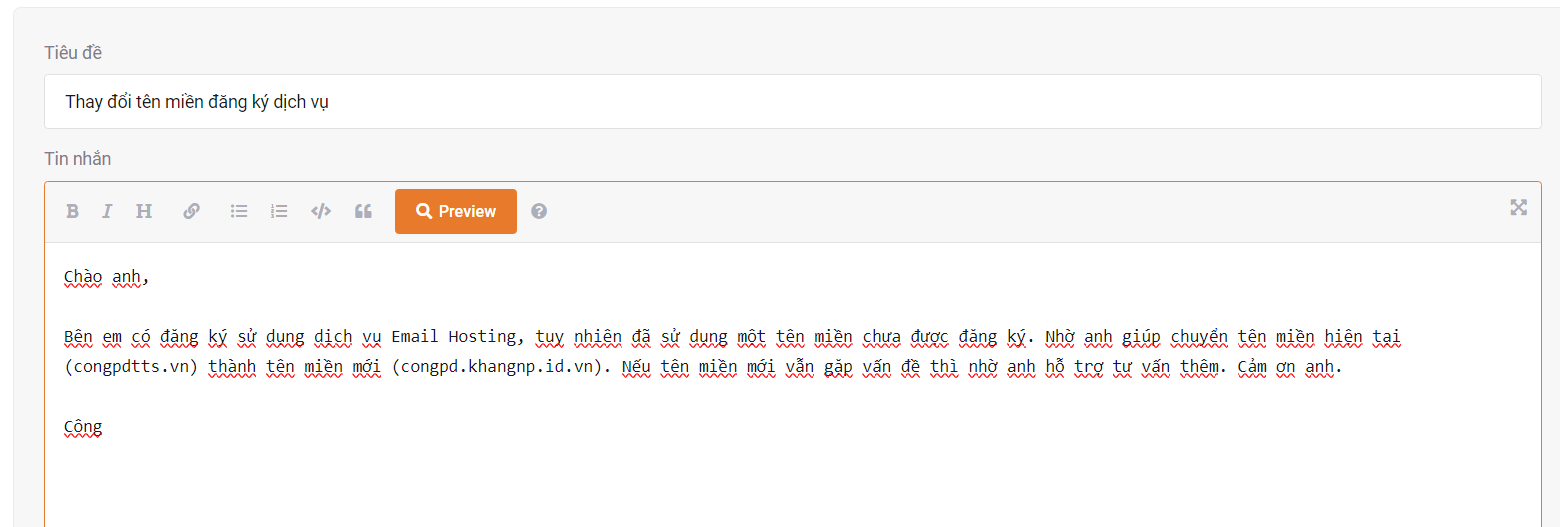 Tiêu đề
Thay đổi tên miền đăng ký dịch vụ
Tin nhắn
B I H Preview
Chào anh,
Bên em có đăng ký sử dụng dịch vụ Email Hosting, tuy nhiên đã sử dụng một tên miền chưa được đăng ký. Nhờ anh giúp chuyển tên miền hiện tại
(congpdtts.vn) thành tên miền mới (congpd.khangnp.id.vn). Nếu tên miền mới vẫn gặp vấn đề thì nhờ anh hỗ trợ tư vấn thêm. Cảm ơn anh.
Công